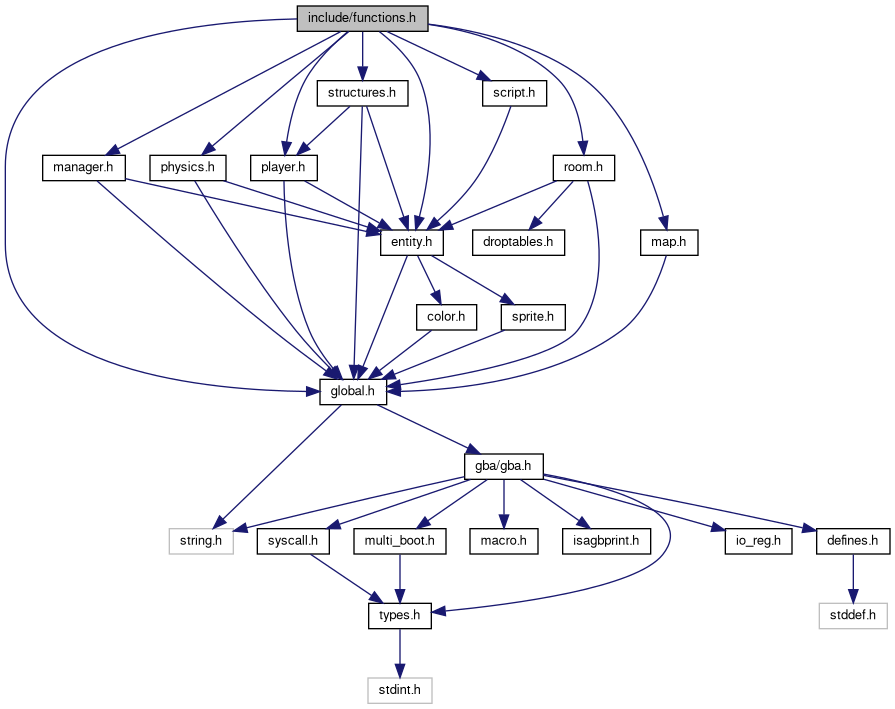 include/functions.h
structures.h
script.h
manager.h
physics.h
player.h
room.h
entity.h
droptables.h
map.h
color.h
sprite.h
global.h
gba/gba.h
string.h
syscall.h
multi_boot.h
macro.h
isagbprint.h
io_reg.h
defines.h
types.h
stddef.h
stdint.h